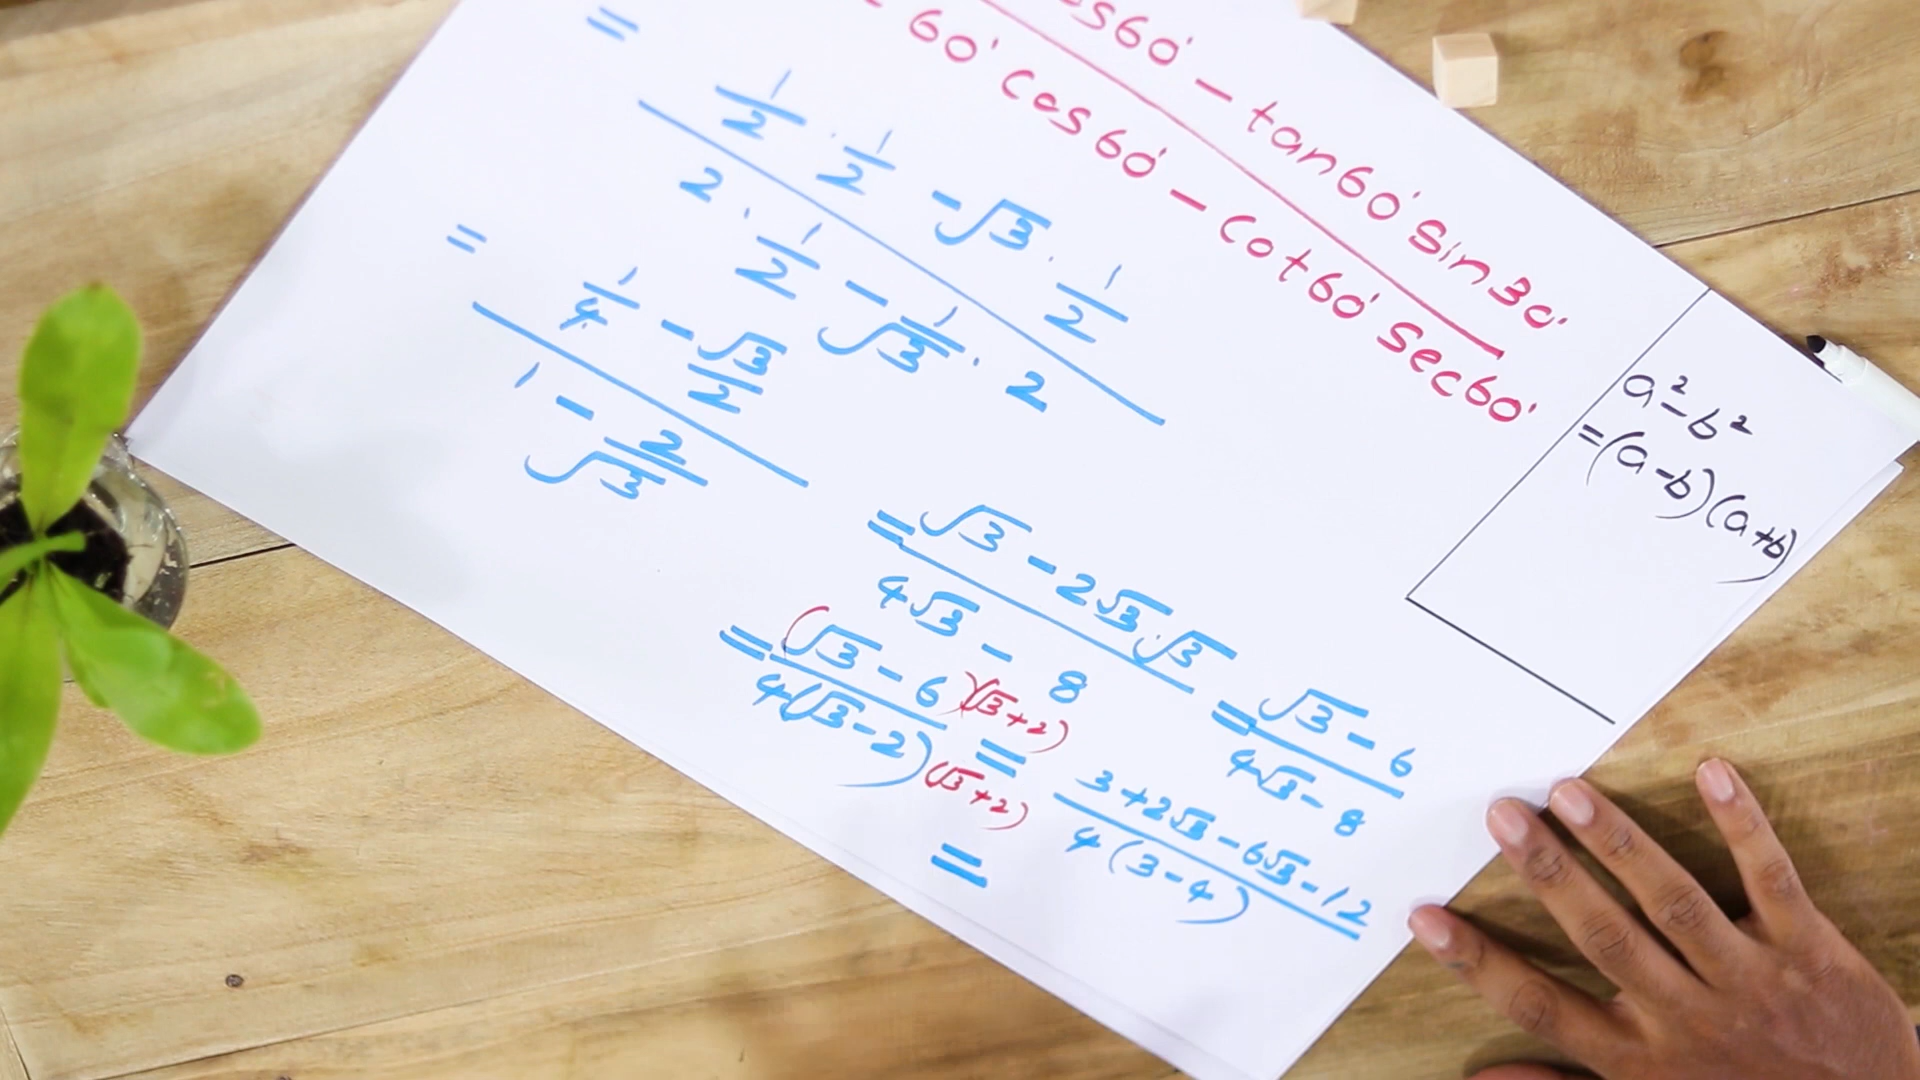 cos60° - tan60° sin30°
60° cos60° - cot60° sec60°
= 1/2 · 1/2 - √3 · 1/2
2 · 1/2 - 1/√3 · 2
= 1/4 - √3/2
1 - 2/√3
= √3 - 2√3·√3
4√3 - 8
= √3 - 6
4√3 - 8
= (√3 - 6)(√3+2)
4(√3-2)(√3+2)
= 3+2√3-6√3-12
4(3-4)
=
a²-b²
=(a-b)(a+b)